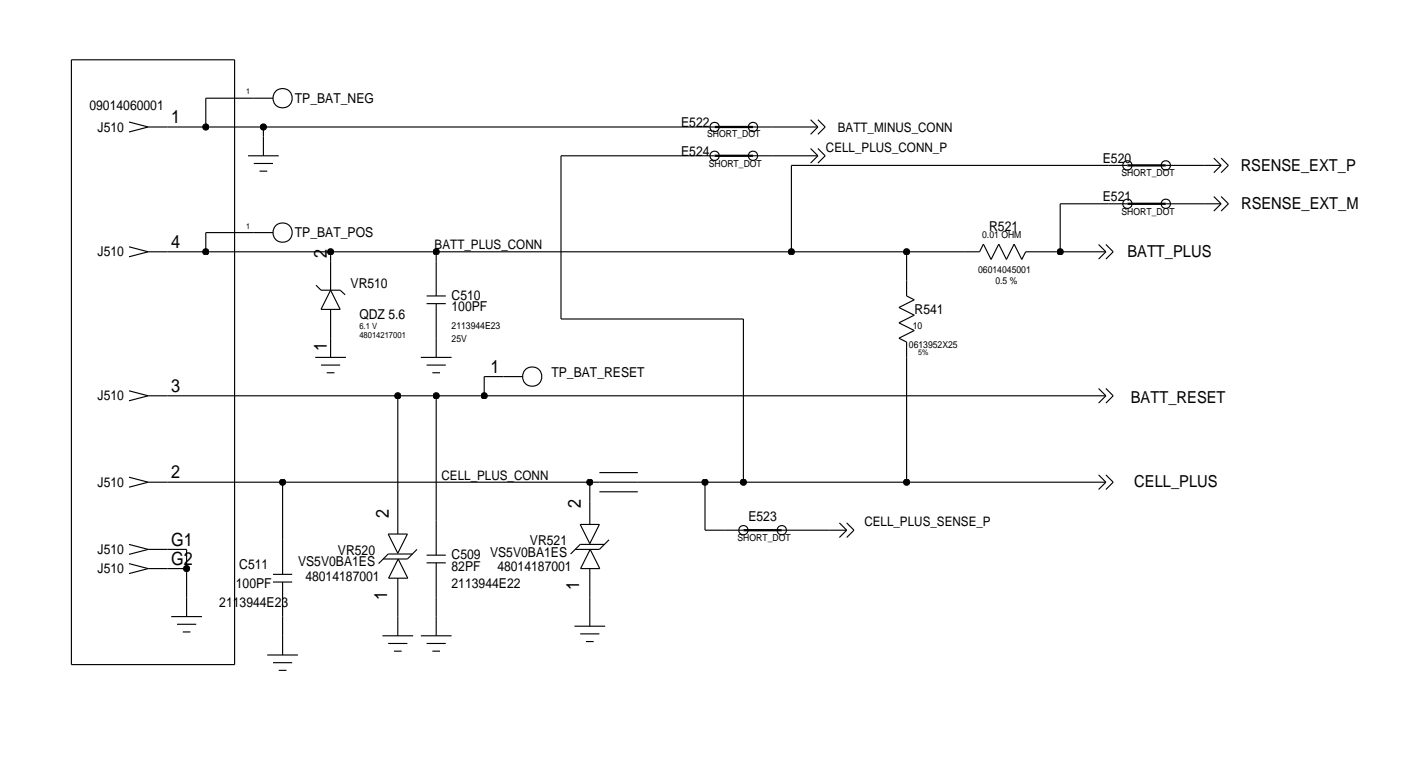 1
TP_BAT_NEG
09014060001
J510
1
E522
SHORT_DOT
BATT_MINUS_CONN
E524
SHORT_DOT
CELL_PLUS_CONN_P
E520
SHORT_DOT
RSENSE_EXT_P
E521
SHORT_DOT
RSENSE_EXT_M
1
TP_BAT_POS
J510
4
2
BATT_PLUS_CONN
R521
0.01 OHM
06014045001
0.5 %
BATT_PLUS
VR510
QDZ 5.6
6.1 V
48014217001
1
C510
100PF
2113944E23
25V
R541
10
0613952X25
5%
1
TP_BAT_RESET
J510
3
BATT_RESET
J510
2
CELL_PLUS_CONN
CELL_PLUS
2
2
E523
SHORT_DOT
CELL_PLUS_SENSE_P
J510
G1
J510
G2
C511
100PF
2113944E23
VR520
VS5V0BA1ES
48014187001
1
C509
82PF
2113944E22
VR521
VS5V0BA1ES
48014187001
1